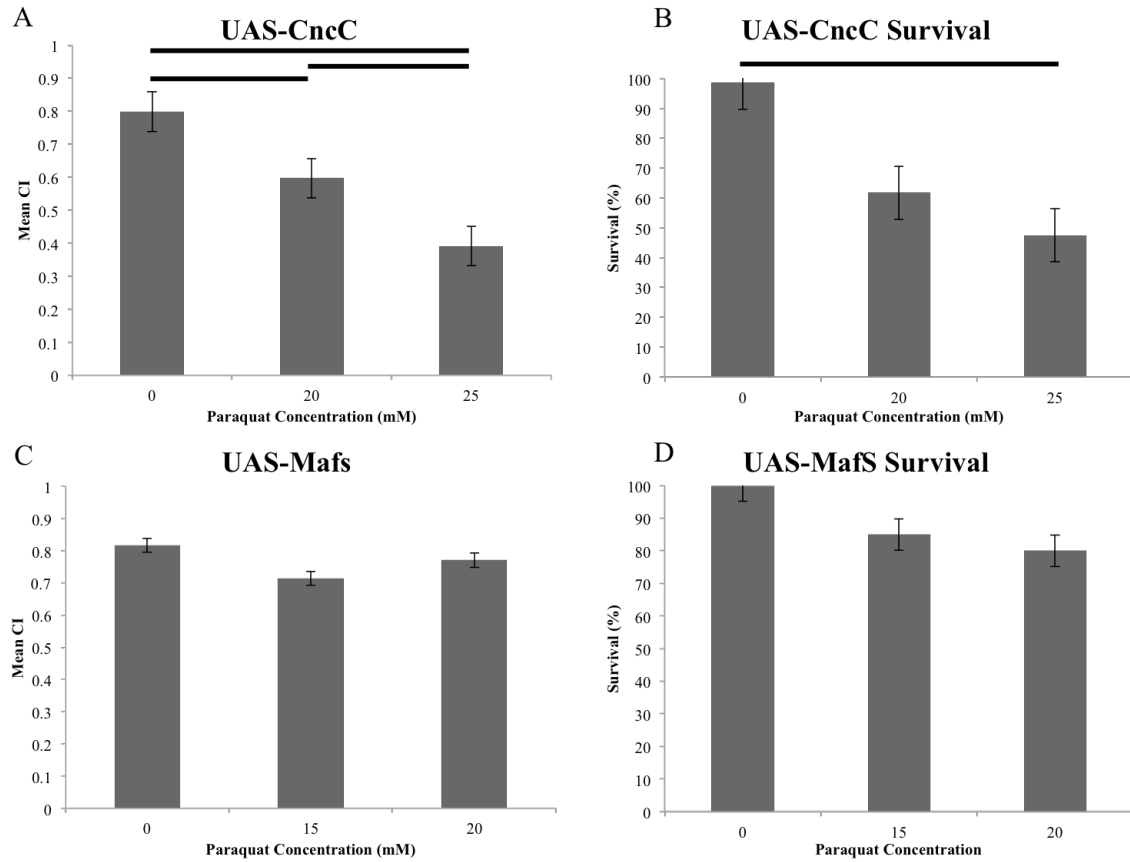 A
UAS-CncC
1
0.9
0.8
0.7
0.6
0.5
0.4
0.3
0.2
0.1
0
Mean CI
0 20 25
Paraquat Concentration (mM)
B
UAS-CncC Survival
100
90
80
70
60
50
40
30
20
10
0
Survival (%)
0 20 25
Paraquat Concentration (mM)
C
UAS-Mafs
1
0.9
0.8
0.7
0.6
0.5
0.4
0.3
0.2
0.1
0
Mean CI
0 15 20
Paraquat Concentration (mM)
D
UAS-MafS Survival
100
90
80
70
60
50
40
30
20
10
0
Survival (%)
0 15 20
Paraquat Concentration